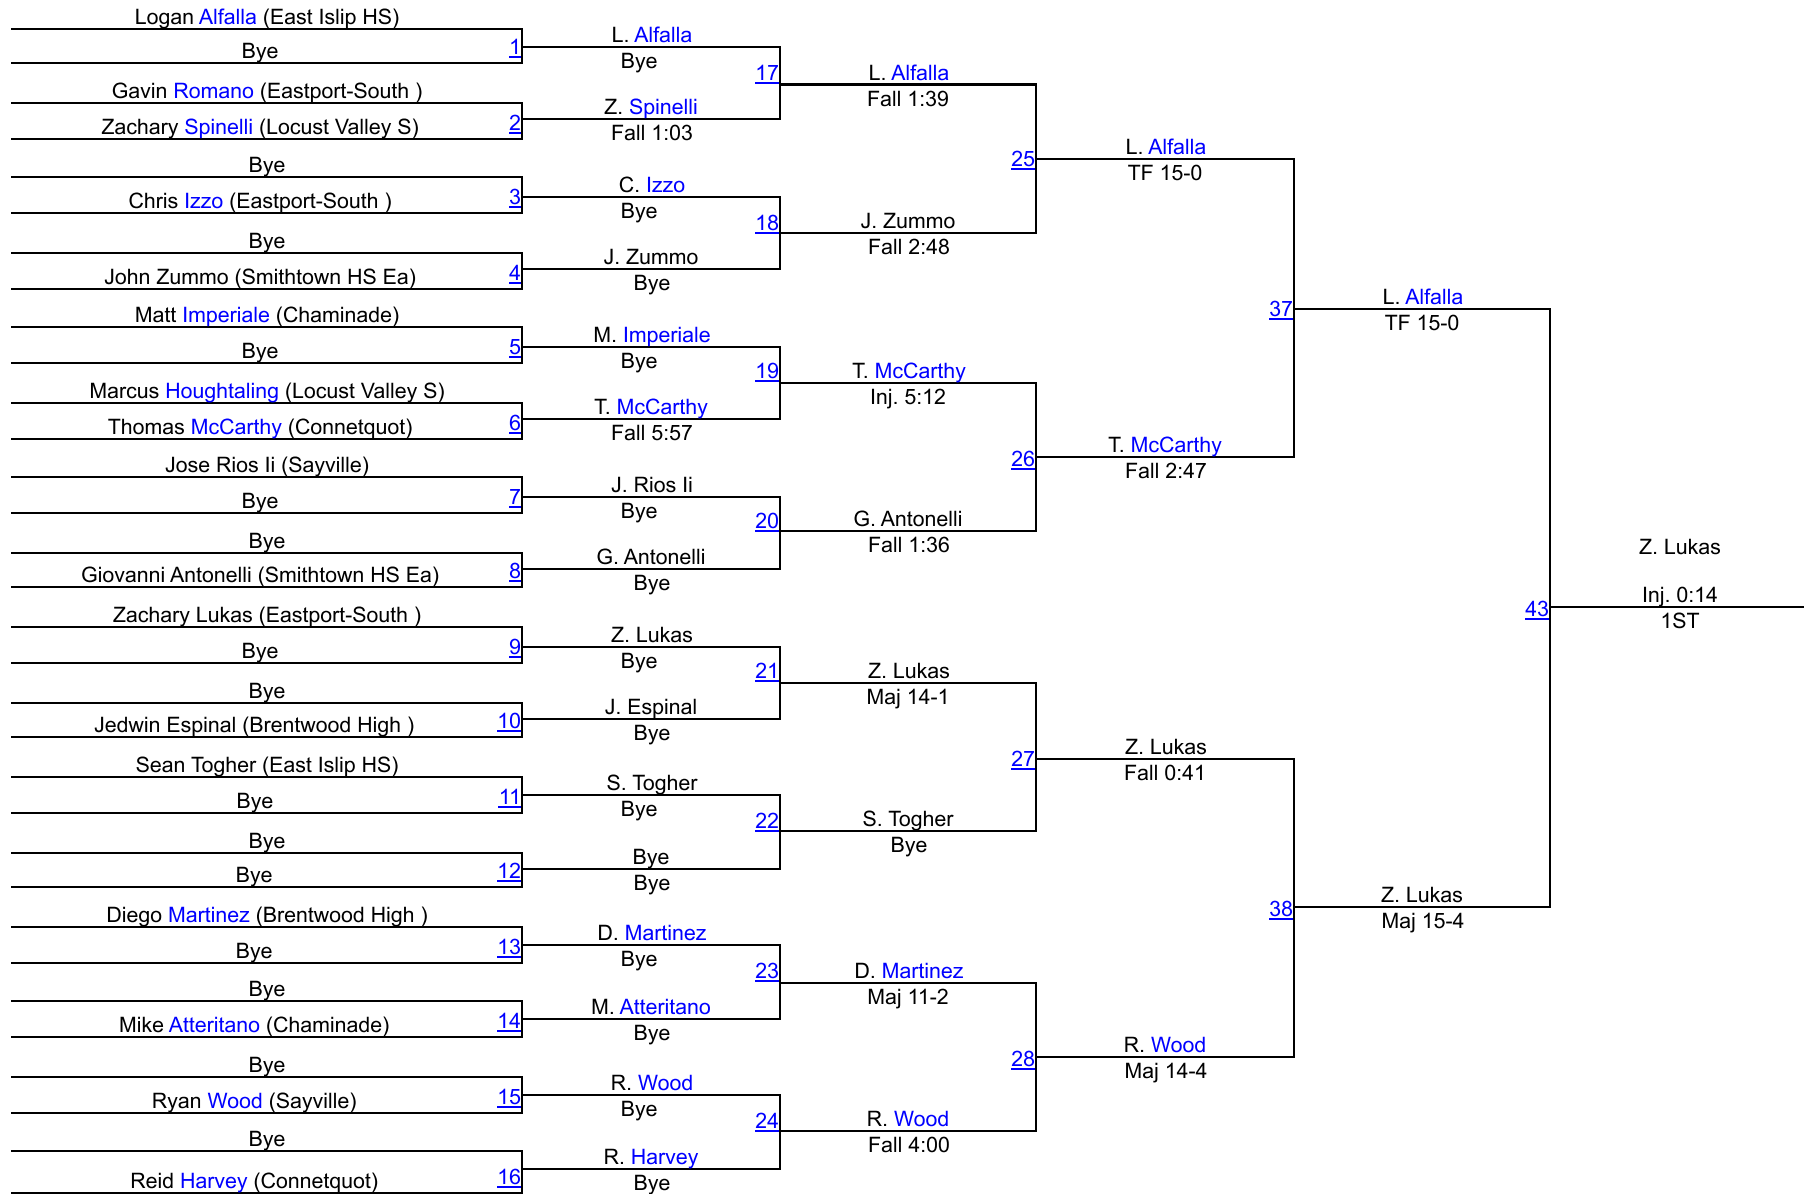 Logan Alfalla (East Islip HS)
Bye
1
Gavin Romano (Eastport-South )
Zachary Spinelli (Locust Valley S)
2
Bye
Chris Izzo (Eastport-South )
3
Bye
John Zummo (Smithtown HS Ea)
4
Matt Imperiale (Chaminade)
Bye
5
Marcus Houghtaling (Locust Valley S)
Thomas McCarthy (Connetquot)
6
Jose Rios Ii (Sayville)
Bye
7
Bye
Giovanni Antonelli (Smithtown HS Ea)
8
Zachary Lukas (Eastport-South )
Bye
9
Bye
Jedwin Espinal (Brentwood High )
10
Sean Togher (East Islip HS)
Bye
11
Bye
Bye
12
Diego Martinez (Brentwood High )
Bye
13
Bye
Mike Atteritano (Chaminade)
14
Bye
Ryan Wood (Sayville)
15
Bye
Reid Harvey (Connetquot)
16
L. Alfalla
Bye
17
Z. Spinelli
Fall 1:03
C. Izzo
Bye
18
J. Zummo
Bye
M. Imperiale
Bye
19
T. McCarthy
Fall 5:57
J. Rios Ii
Bye
20
G. Antonelli
Bye
Z. Lukas
Bye
21
J. Espinal
Bye
S. Togher
Bye
22
Bye
Bye
D. Martinez
Bye
23
M. Atteritano
Bye
R. Wood
Bye
24
R. Harvey
Bye
L. Alfalla
Fall 1:39
25
J. Zummo
Fall 2:48
T. McCarthy
Inj. 5:12
26
G. Antonelli
Fall 1:36
Z. Lukas
Maj 14-1
27
S. Togher
Bye
D. Martinez
Maj 11-2
28
R. Wood
Fall 4:00
L. Alfalla
TF 15-0
37
T. McCarthy
Fall 2:47
Z. Lukas
Fall 0:41
38
R. Wood
Maj 14-4
L. Alfalla
TF 15-0
43
Z. Lukas
Maj 15-4
Z. Lukas
Inj. 0:14
1ST